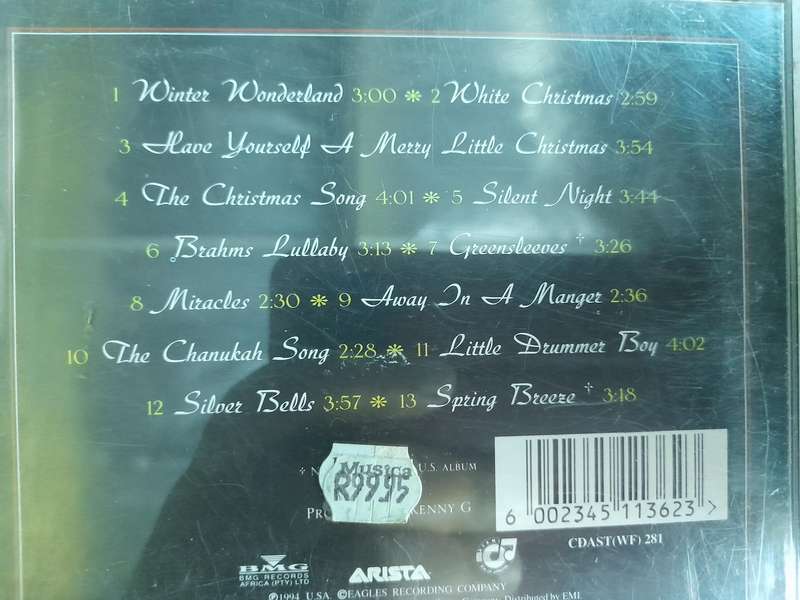 1 Winter Wonderland 3:00 * 2 White Christmas 2:59
3 Have Yourself A Merry Little Christmas 3:54
4 The Christmas Song 4:01 * 5 Silent Night 3:44
6 Brahms Lullaby 3:13 * 7 Greensleeves † 3:26
8 Miracles 2:30 * 9 Away In A Manger 2:36
10 The Chanukah Song 2:28 * 11 Little Drummer Boy 4:02
12 Silver Bells 3:57 * 13 Spring Breeze † 3:18
† U.S. ALBUM
Musica
R99.95
KENNY G
6 002345 113623 >
CDAST(WF) 281
BMG
BMG RECORDS
AFRICA (PTY) LTD
ARISTA
℗1994 U.S.A. ©EAGLES RECORDING COMPANY
Company. Distributed by EMI